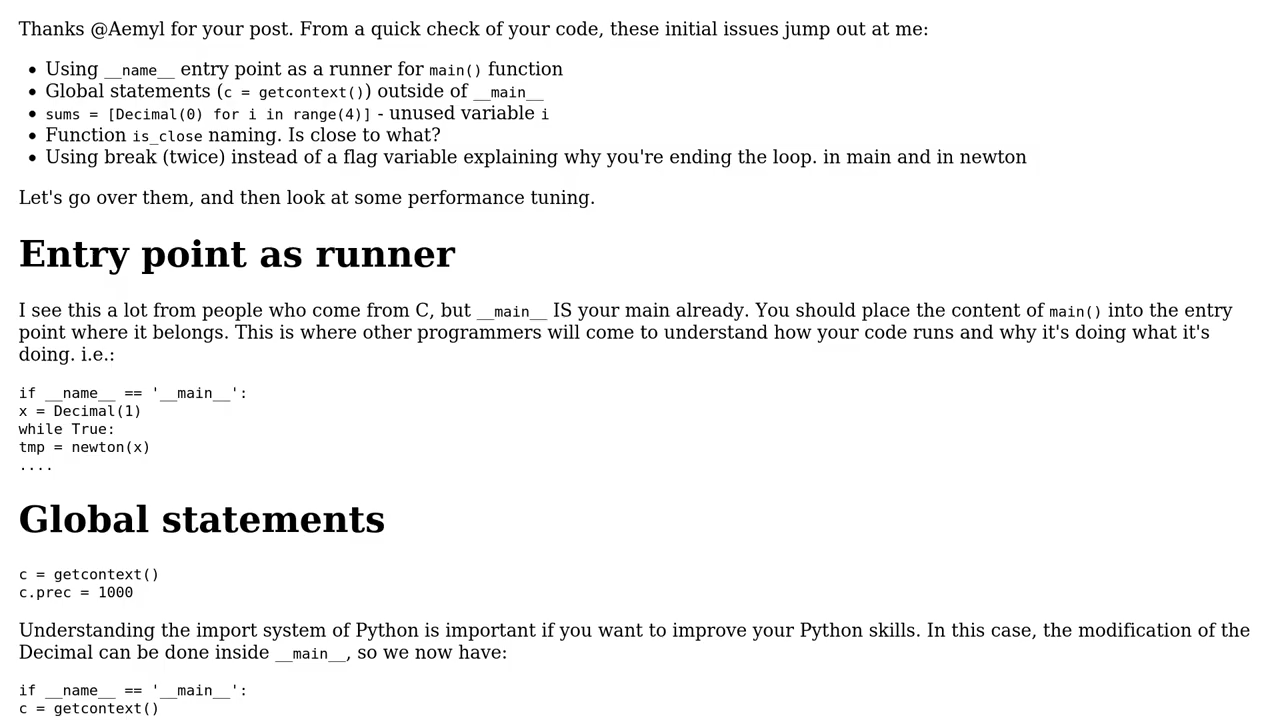 Thanks @Aemyl for your post. From a quick check of your code, these initial issues jump out at me:
• Using __name__ entry point as a runner for main() function
• Global statements (c = getcontext()) outside of __main__
• sums = [Decimal(0) for i in range(4)] - unused variable i
• Function is_close naming. Is close to what?
• Using break (twice) instead of a flag variable explaining why you're ending the loop. in main and in newton
Let's go over them, and then look at some performance tuning.
Entry point as runner
I see this a lot from people who come from C, but __main__ IS your main already. You should place the content of main() into the entry
point where it belongs. This is where other programmers will come to understand how your code runs and why it's doing what it's
doing. i.e.:
if __name__ == '__main__':
x = Decimal(1)
while True:
tmp = newton(x)
....
Global statements
c = getcontext()
c.prec = 1000
Understanding the import system of Python is important if you want to improve your Python skills. In this case, the modification of the
Decimal can be done inside __main__, so we now have:
if __name__ == '__main__':
c = getcontext()